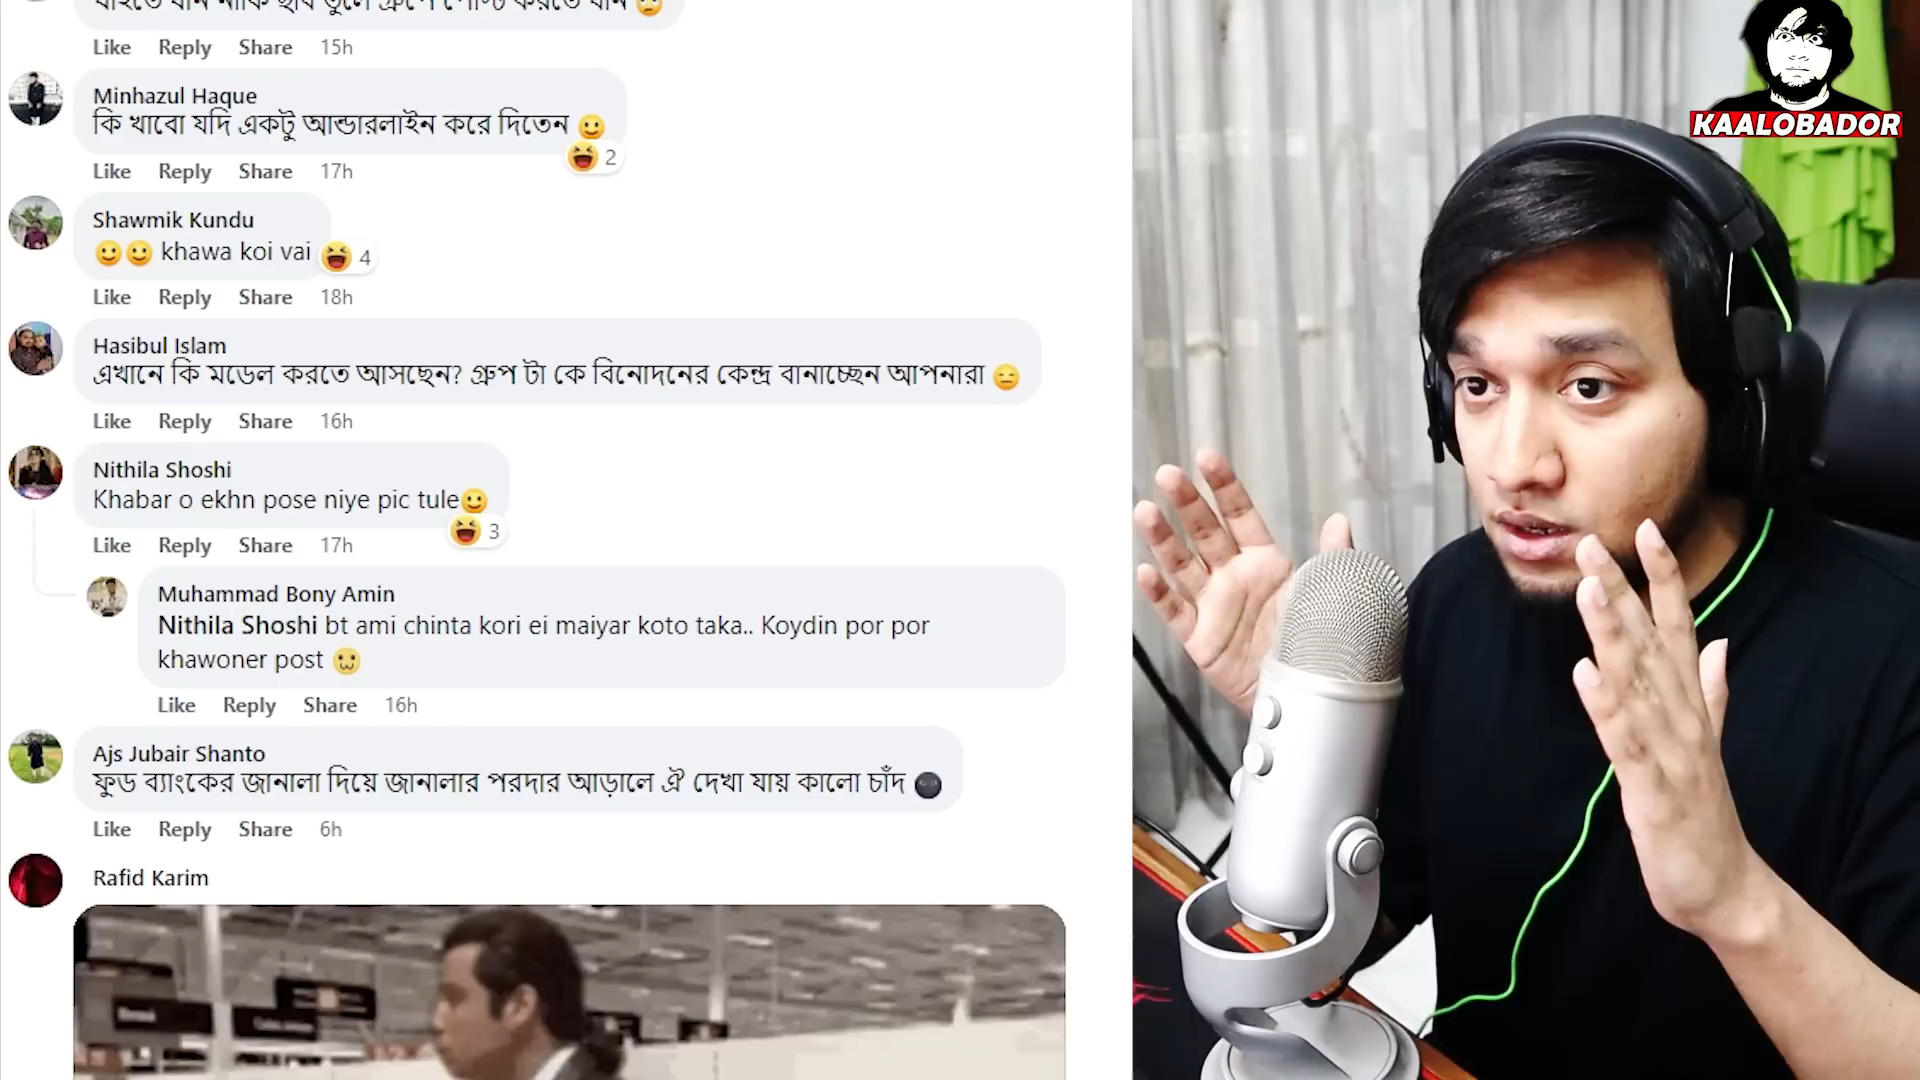 যাইতে যান নাকি ছবি তুলে গ্রুপে পোস্ট করতে যান
Like Reply Share 15h
Minhazul Haque
কি খাবো যদি একটু আন্ডারলাইন করে দিতেন 🙂
2
Like Reply Share 17h
Shawmik Kundu
🙂🙂 khawa koi vai
4
Like Reply Share 18h
Hasibul Islam
এখানে কি মডেল করতে আসছেন? গ্রুপ টা কে বিনোদনের কেন্দ্র বানাচ্ছেন আপনারা 😑
Like Reply Share 16h
Nithila Shoshi
Khabar o ekhn pose niye pic tule🙂
3
Like Reply Share 17h
Muhammad Bony Amin
Nithila Shoshi bt ami chinta kori ei maiyar koto taka.. Koydin por por
khawoner post
Like Reply Share 16h
Ajs Jubair Shanto
ফুড ব্যাংকের জানালা দিয়ে জানালার পরদার আড়ালে ঐ দেখা যায় কালো চাঁদ 🌚
Like Reply Share 6h
Rafid Karim
KAALOBADOR